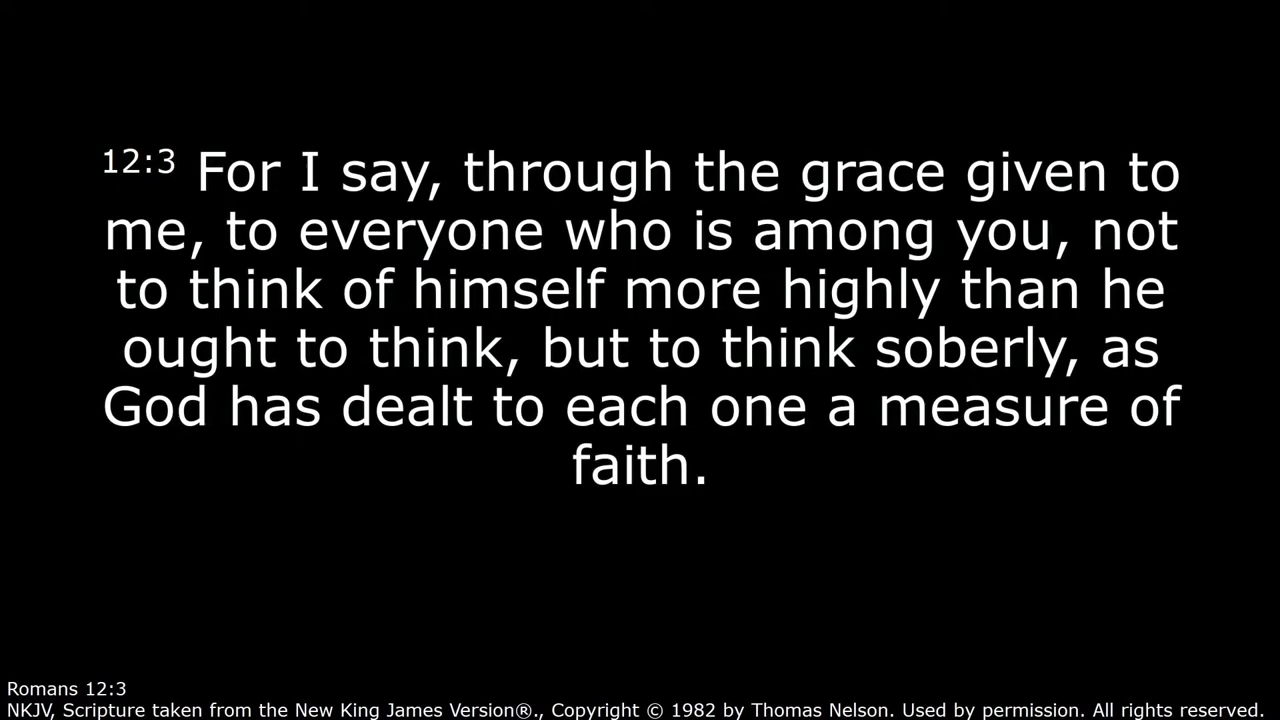 12:3 For I say, through the grace given to
me, to everyone who is among you, not
to think of himself more highly than he
ought to think, but to think soberly, as
God has dealt to each one a measure of
faith.
Romans 12:3
NKJV, Scripture taken from the New King James Version®., Copyright © 1982 by Thomas Nelson. Used by permission. All rights reserved.